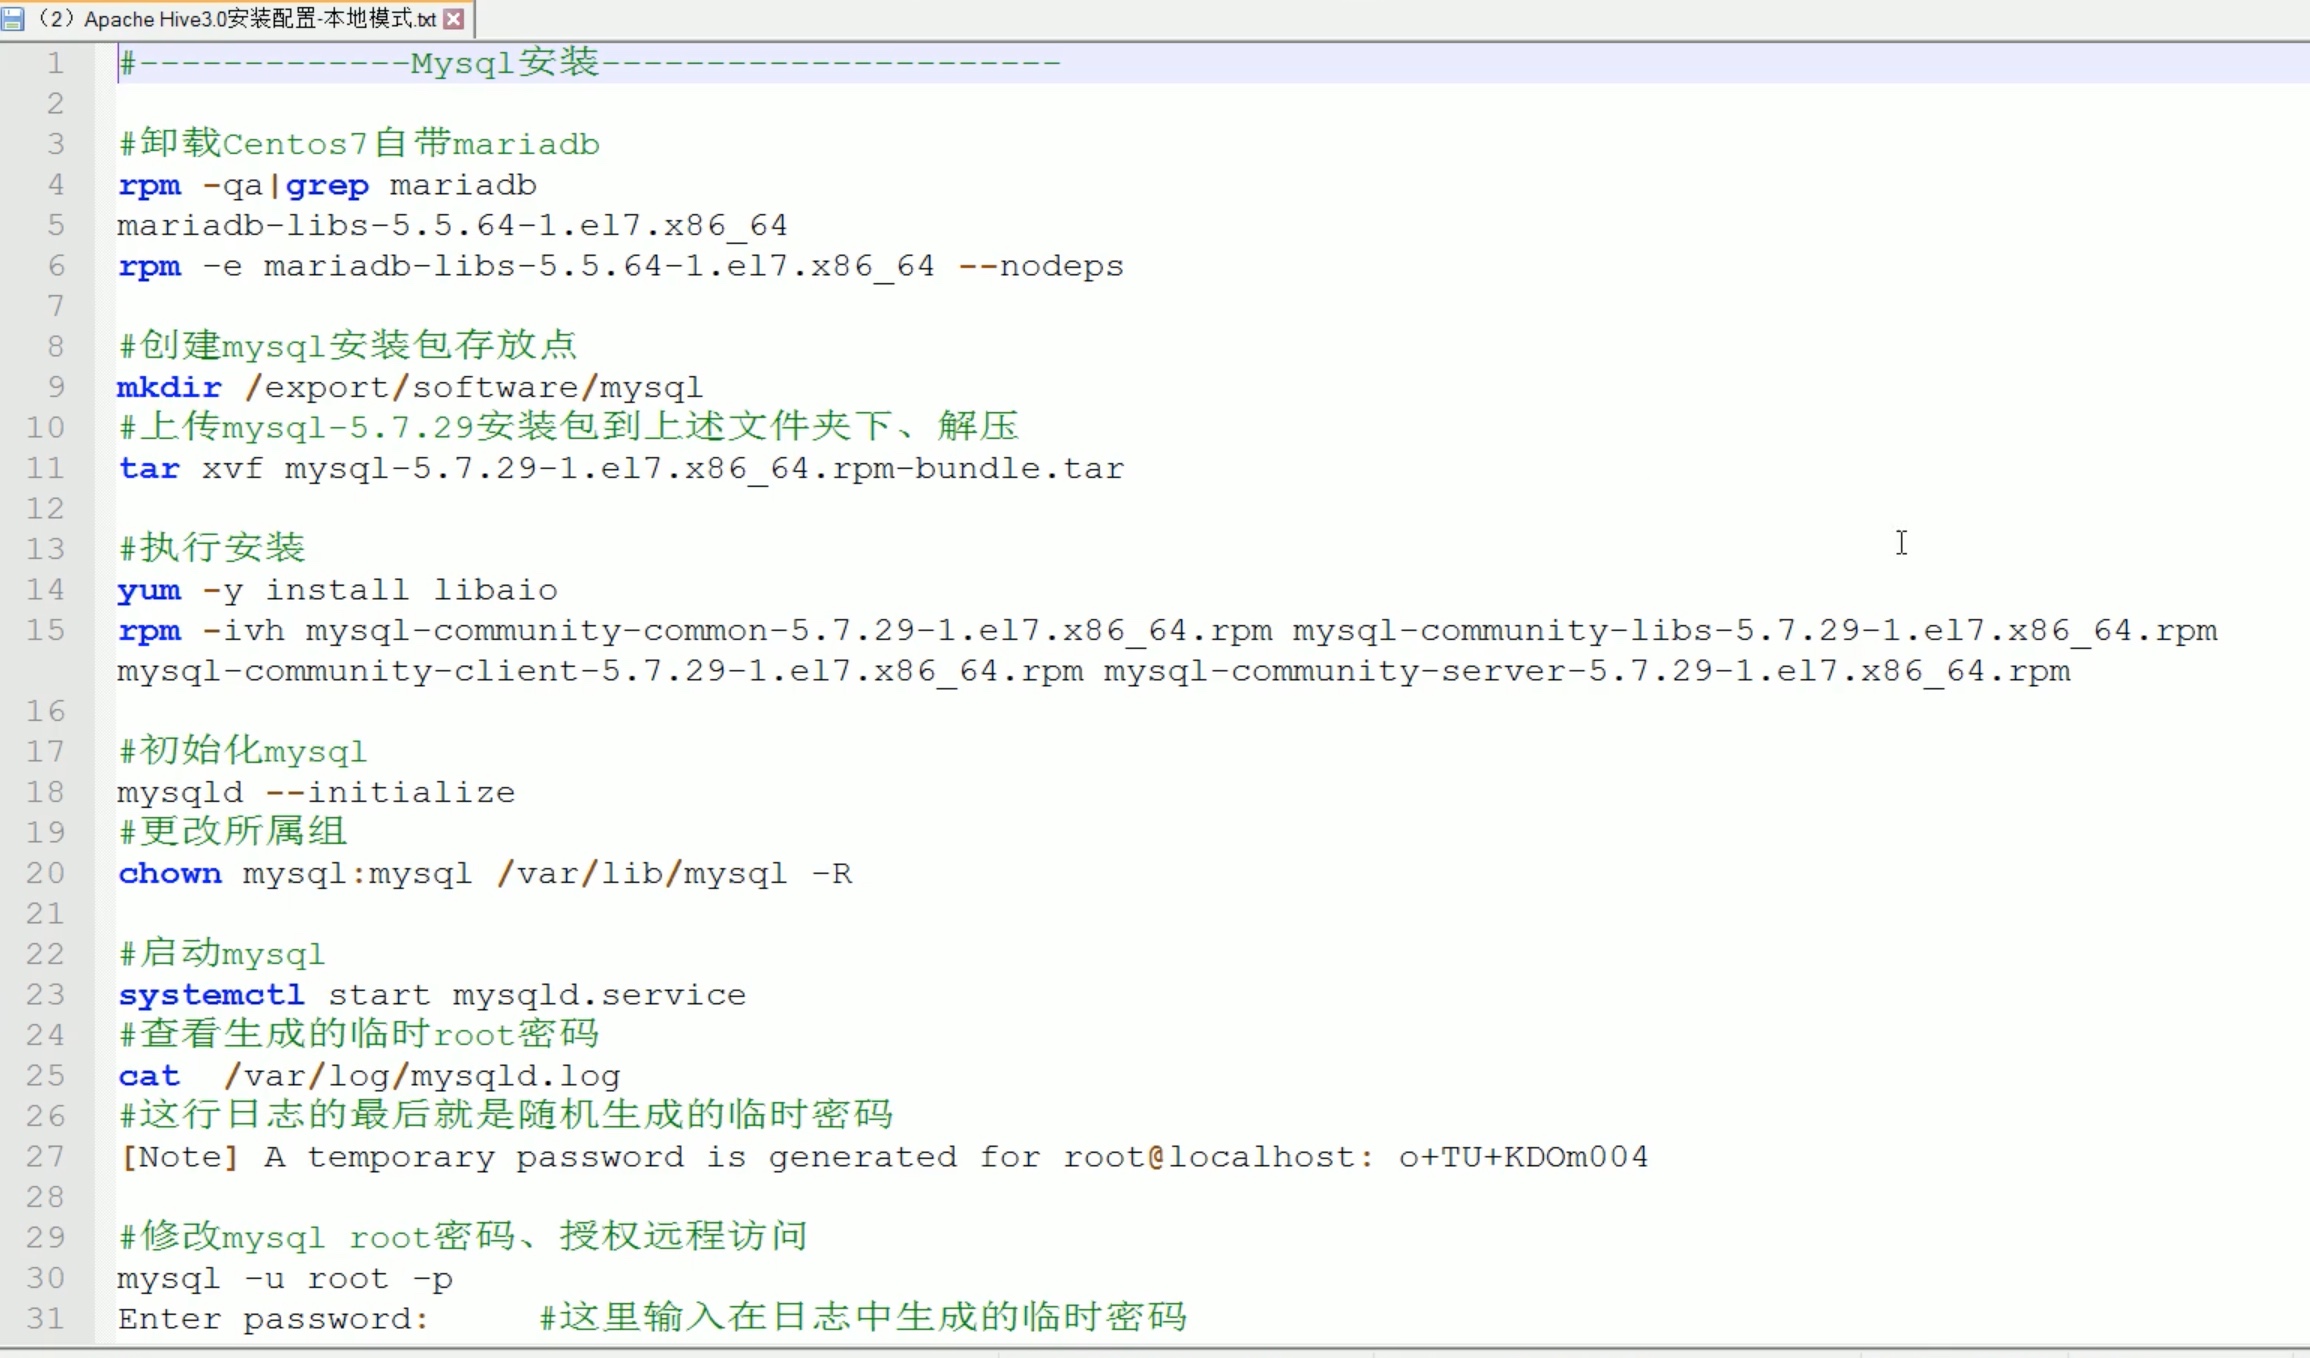 （2）Apache Hive3.0安装配置-本地模式.txt
1 #-------------Mysql安装----------------------
2
3 #卸载Centos7自带mariadb
4 rpm -qa|grep mariadb
5 mariadb-libs-5.5.64-1.el7.x86_64
6 rpm -e mariadb-libs-5.5.64-1.el7.x86_64 --nodeps
7
8 #创建mysql安装包存放点
9 mkdir /export/software/mysql
10 #上传mysql-5.7.29安装包到上述文件夹下、解压
11 tar xvf mysql-5.7.29-1.el7.x86_64.rpm-bundle.tar
12
13 #执行安装
14 yum -y install libaio
15 rpm -ivh mysql-community-common-5.7.29-1.el7.x86_64.rpm mysql-community-libs-5.7.29-1.el7.x86_64.rpm
mysql-community-client-5.7.29-1.el7.x86_64.rpm mysql-community-server-5.7.29-1.el7.x86_64.rpm
16
17 #初始化mysql
18 mysqld --initialize
19 #更改所属组
20 chown mysql:mysql /var/lib/mysql -R
21
22 #启动mysql
23 systemctl start mysqld.service
24 #查看生成的临时root密码
25 cat  /var/log/mysqld.log
26 #这行日志的最后就是随机生成的临时密码
27 [Note] A temporary password is generated for root@localhost: o+TU+KDOm004
28
29 #修改mysql root密码、授权远程访问
30 mysql -u root -p
31 Enter password:     #这里输入在日志中生成的临时密码